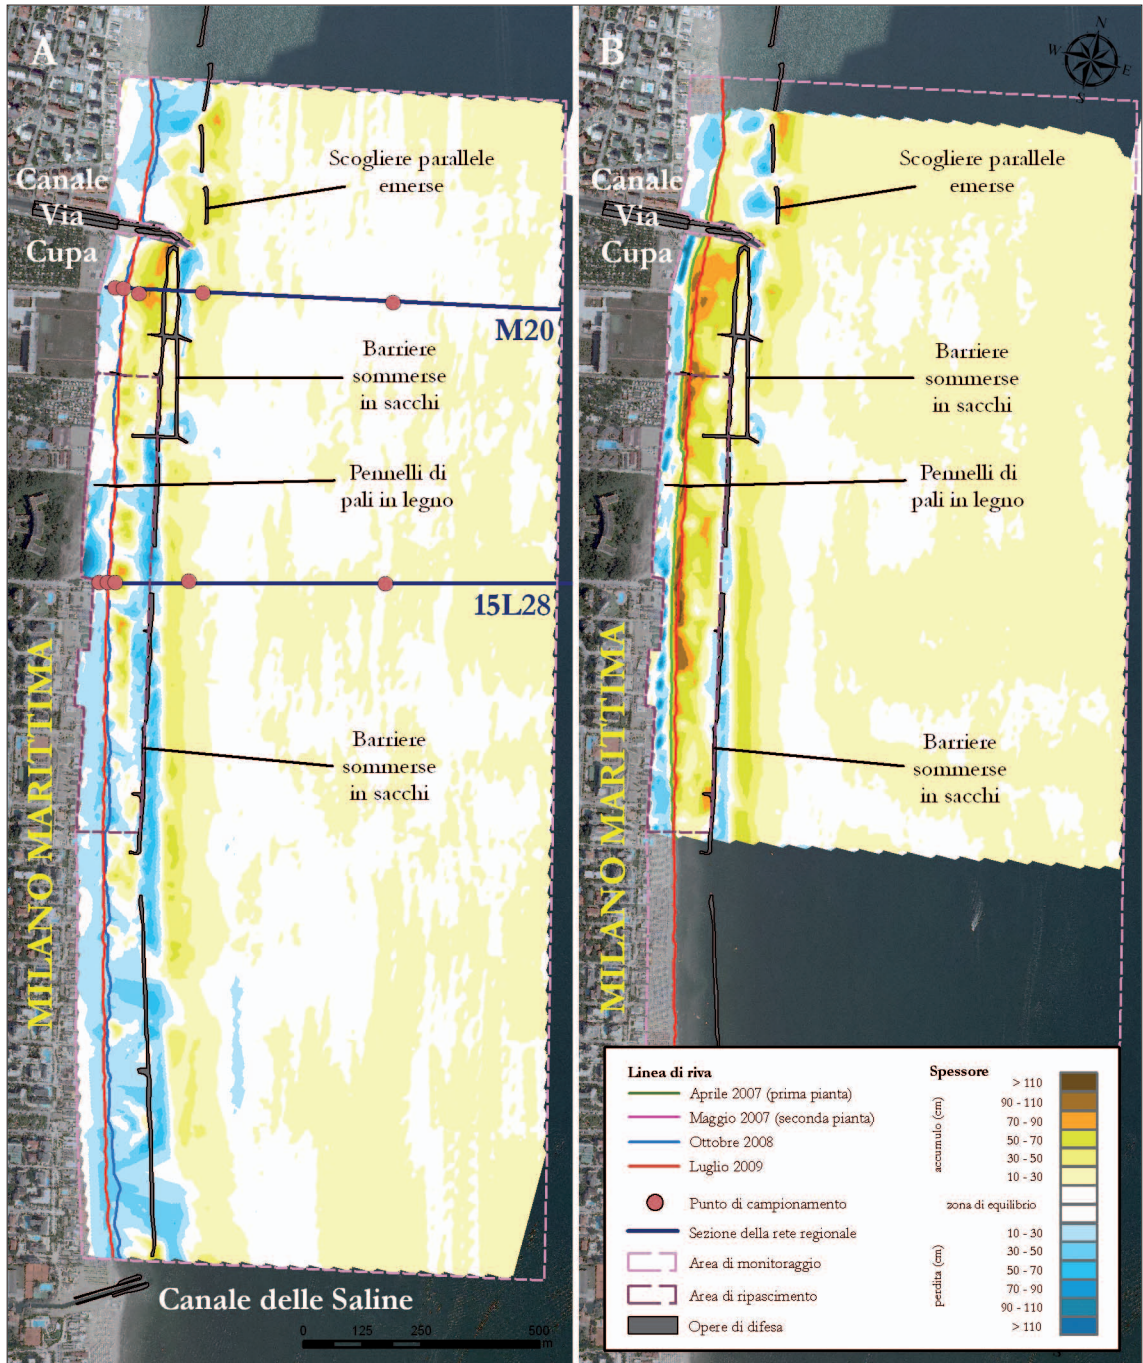 A
Canale
Via
Cupa
Scogliere parallele
emerse
M20
Barriere
sommerse
in sacchi
Pennelli di
pali in legno
15L28
MILANO MARITTIMA
Barriere
sommerse
in sacchi
Canale delle Saline
0 125 250 500
m
B
N
W E
S
Canale
Via
Cupa
Scogliere parallele
emerse
Barriere
sommerse
in sacchi
Pennelli di
pali in legno
MILANO MARITTIMA
Barriere
sommerse
in sacchi
Linea di riva
Aprile 2007 (prima pianta)
Maggio 2007 (seconda pianta)
Ottobre 2008
Luglio 2009
Punto di campionamento
Sezione della rete regionale
Area di monitoraggio
Area di ripascimento
Opere di difesa
Spessore
accumulo (cm)
> 110
90 - 110
70 - 90
50 - 70
30 - 50
10 - 30
zona di equilibrio
perdita (cm)
10 - 30
30 - 50
50 - 70
70 - 90
90 - 110
> 110